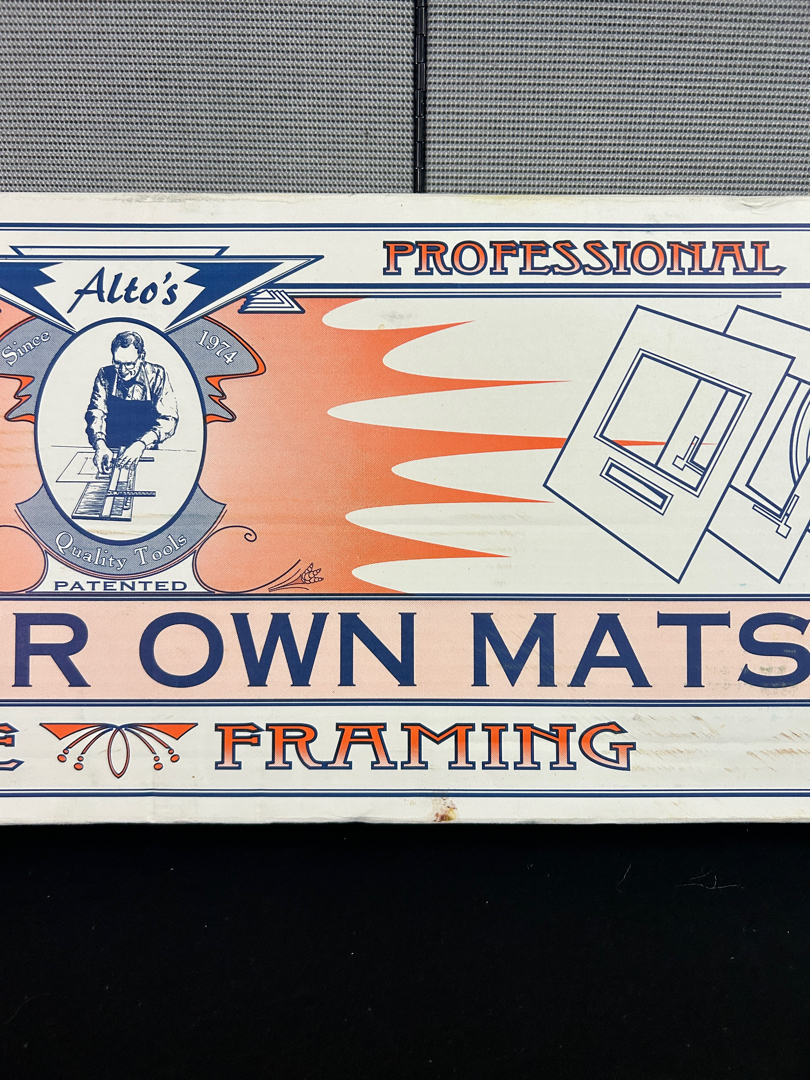 PROFESSIONAL
Alto's
Since 1974
Quality Tools
PATENTED
R OWN MATS
E FRAMING